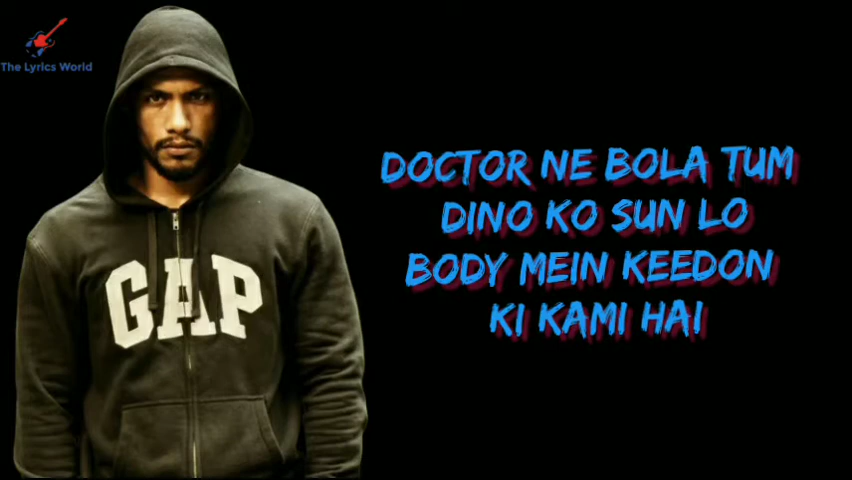 The Lyrics World
GAP
DOCTOR NE BOLA TUM
DINO KO SUN LO
BODY MEIN KEEDON
KI KAMI HAI